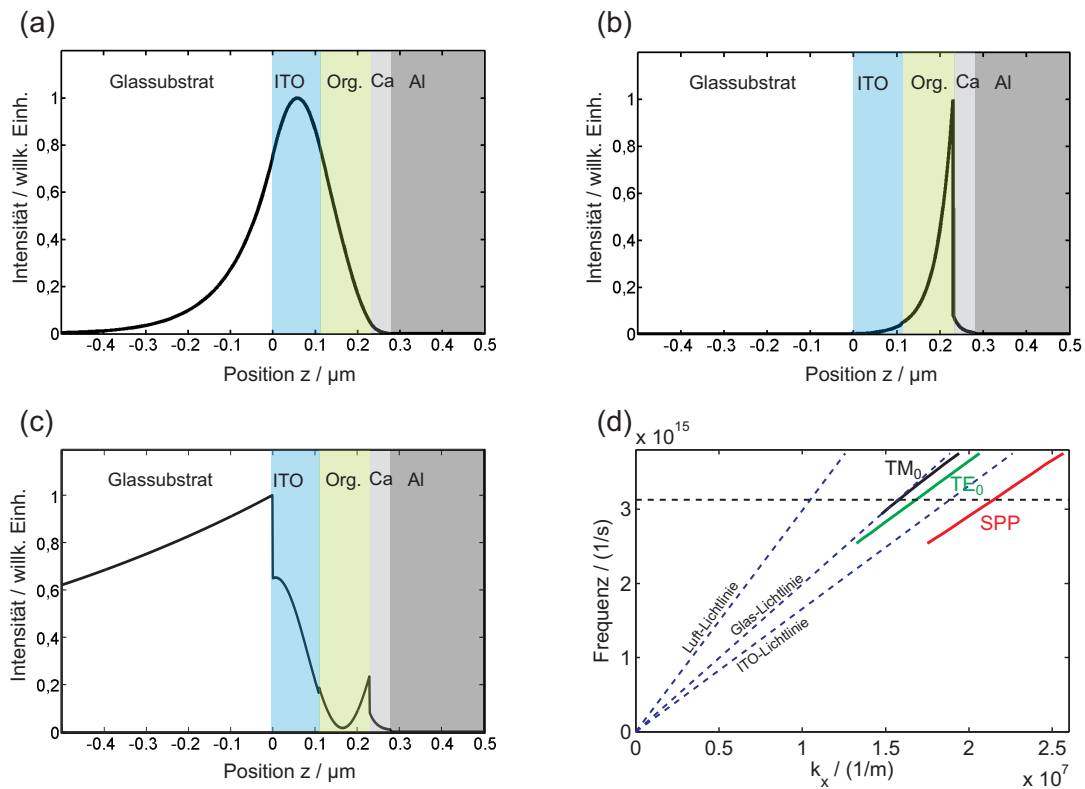 (a)
Glassubstrat ITO Org. Ca Al
Intensität / willk. Einh.
1
0,8
0,6
0,4
0,2
0
-0.4 -0.3 -0.2 -0.1 0 0.1 0.2 0.3 0.4 0.5
Position z / µm
(b)
Glassubstrat ITO Org. Ca Al
Intensität / willk. Einh.
1
0,8
0,6
0,4
0,2
0
-0.4 -0.3 -0.2 -0.1 0 0.1 0.2 0.3 0.4 0.5
Position z / µm
(c)
Glassubstrat ITO Org. Ca Al
Intensität / willk. Einh.
1
0,8
0,6
0,4
0,2
0
-0.4 -0.3 -0.2 -0.1 0 0.1 0.2 0.3 0.4 0.5
Position z / µm
(d)
x 10^15
TM_0
TE_0
SPP
Luft-Lichtlinie
Glas-Lichtlinie
ITO-Lichtlinie
Frequenz / (1/s)
3
2
1
0
0 0.5 1 1.5 20 2.5
k_x / (1/m)
x 10^7